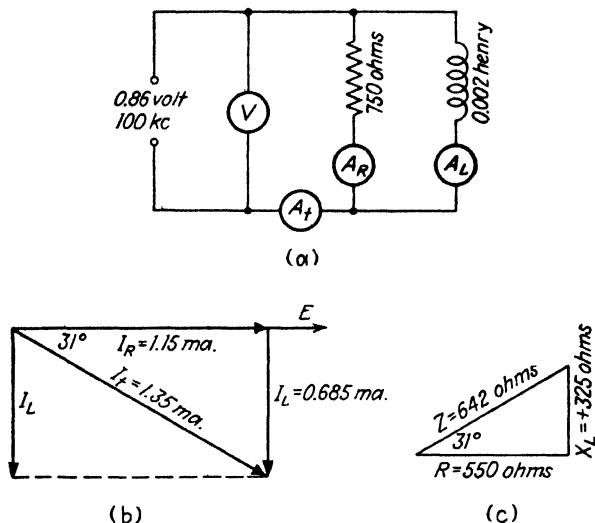 0.86 volt
100 kc
V
750 ohms
0.002 henry
A_R
A_L
A_t
(a)
E
31°
I_R=1.15 ma.
I_L
I_t=1.35 ma.
I_L=0.685 ma.
(b)
Z=642 ohms
31°
X_L=+325 ohms
R=550 ohms
(c)